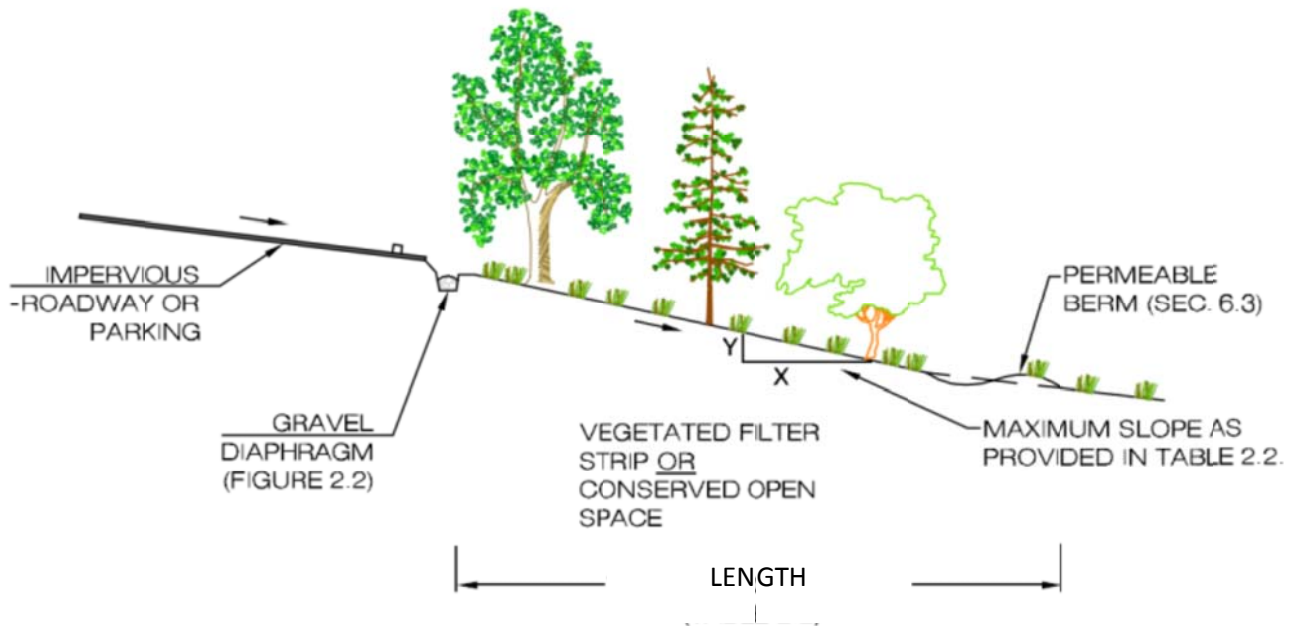 IMPERVIOUS
-ROADWAY OR
PARKING
GRAVEL
DIAPHRAGM
(FIGURE 2.2)
Y
X
VEGETATED FILTER
STRIP OR
CONSERVED OPEN
SPACE
PERMEABLE
BERM (SEC. 6.3)
MAXIMUM SLOPE AS
PROVIDED IN TABLE 2.2.
LENGTH